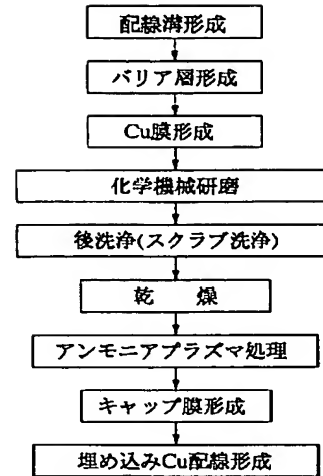 配線溝形成
バリア層形成
Cu膜形成
化学機械研磨
後洗浄(スクラブ洗浄)
乾　　燥
アンモニアプラズマ処理
キャップ膜形成
埋め込みCu配線形成